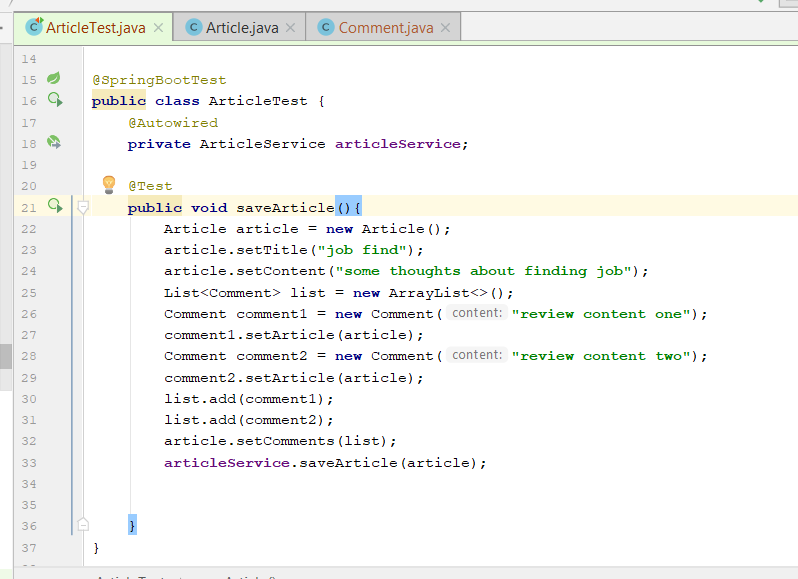 ArticleTest.java Article.java Comment.java
14
15 @SpringBootTest
16 public class ArticleTest {
17 @Autowired
18 private ArticleService articleService;
19
20 @Test
21 public void saveArticle(){
22 Article article = new Article();
23 article.setTitle("job find");
24 article.setContent("some thoughts about finding job");
25 List<Comment> list = new ArrayList<>();
26 Comment comment1 = new Comment( content: "review content one");
27 comment1.setArticle(article);
28 Comment comment2 = new Comment( content: "review content two");
29 comment2.setArticle(article);
30 list.add(comment1);
31 list.add(comment2);
32 article.setComments(list);
33 articleService.saveArticle(article);
34
35
36 }
37 }